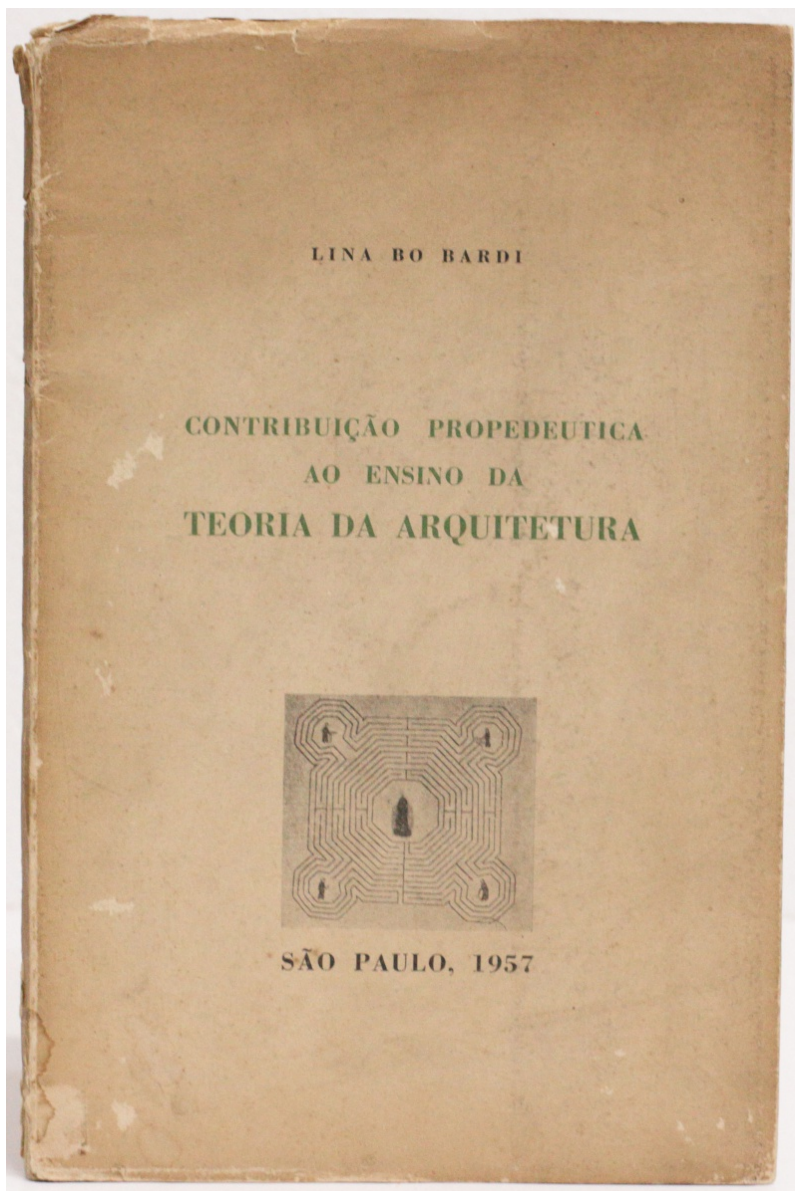 LINA BO BARDI
CONTRIBUIÇÃO PROPEDEUTICA
AO ENSINO DA
TEORIA DA ARQUITETURA
SÃO PAULO, 1957